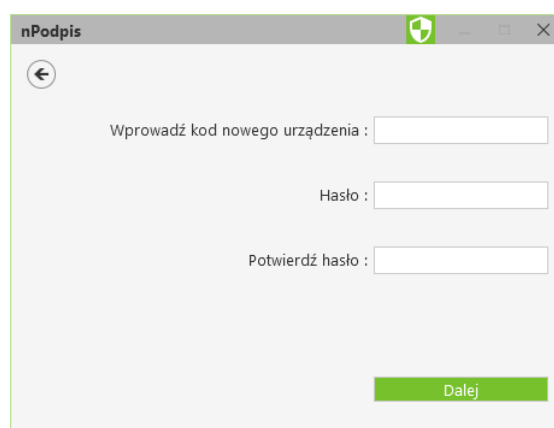 nPodpis
Wprowadź kod nowego urządzenia :
Hasło :
Potwierdź hasło :
Dalej